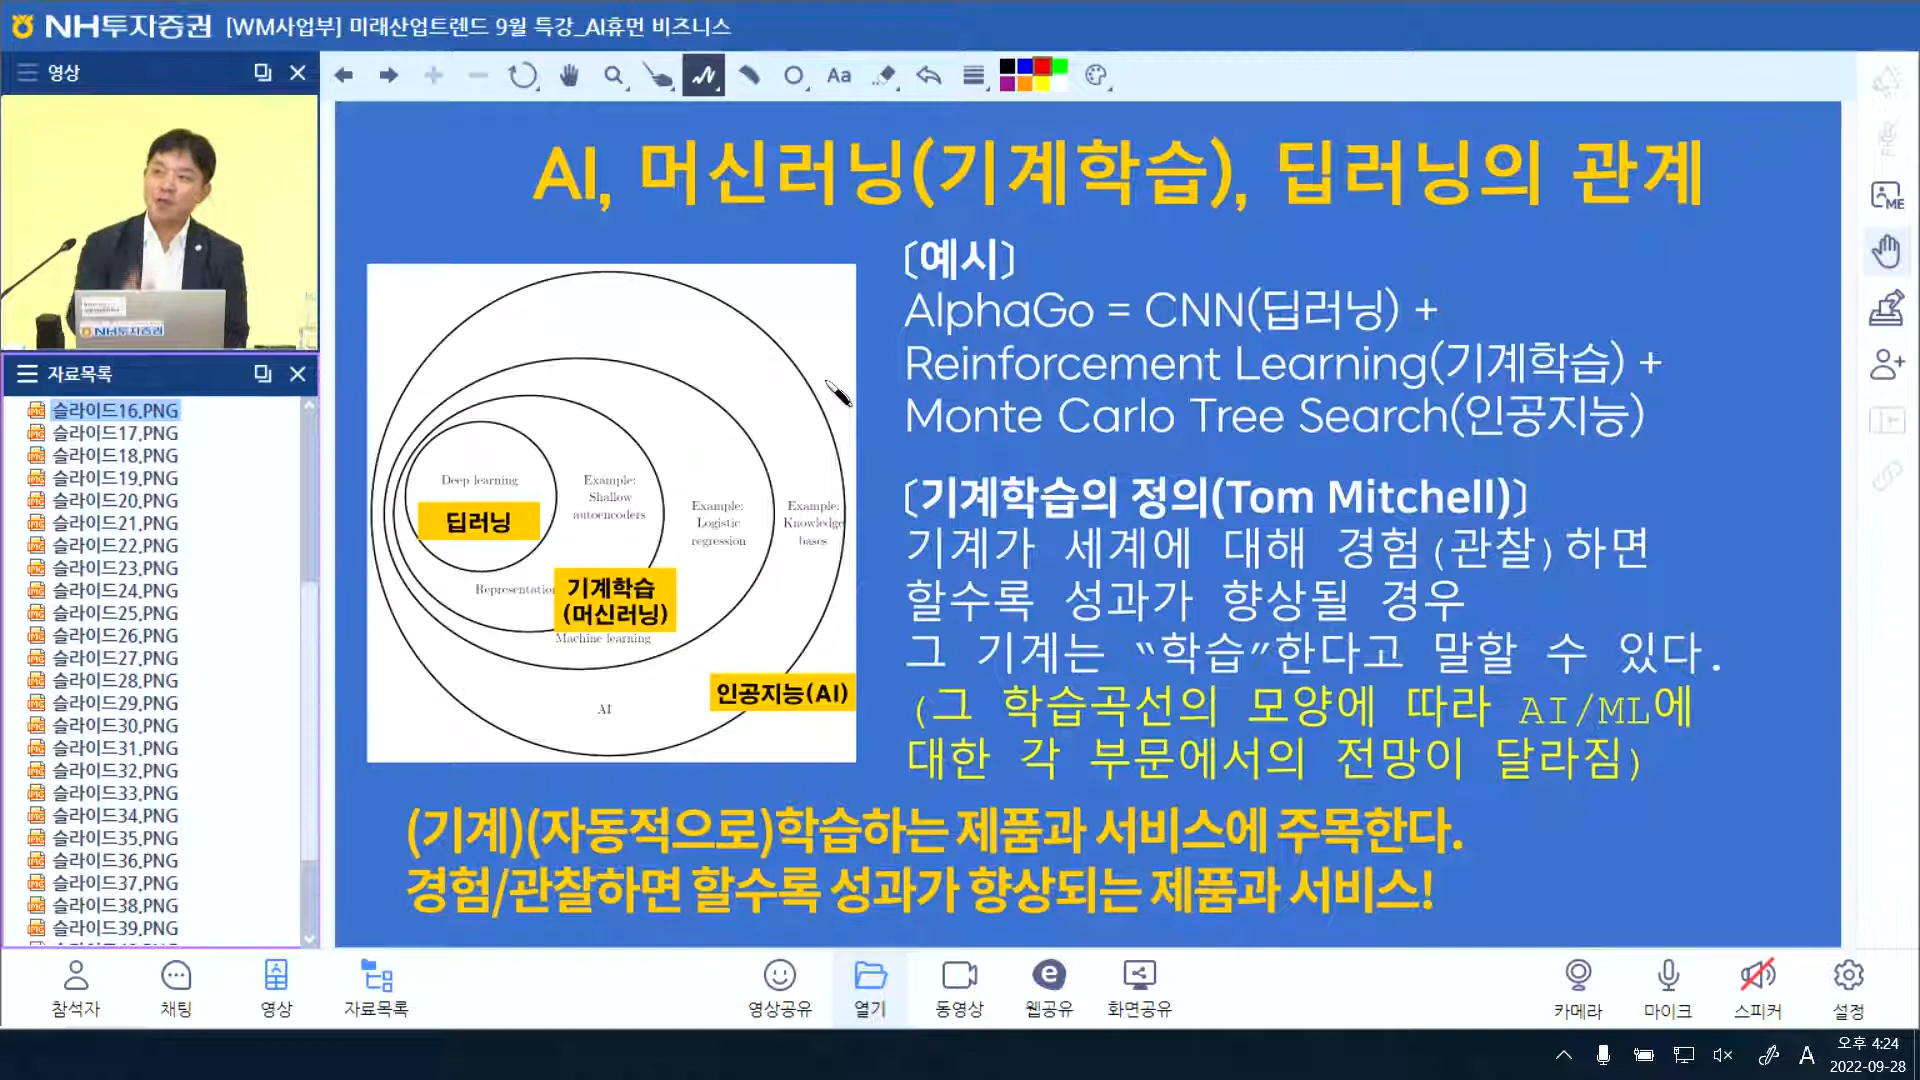 NH투자증권 [WM사업부] 미래산업트렌드 9월 특강_AI휴먼 비즈니스
영상
NH투자증권
자료목록
슬라이드16.PNG
슬라이드17.PNG
슬라이드18.PNG
슬라이드19.PNG
슬라이드20.PNG
슬라이드21.PNG
슬라이드22.PNG
슬라이드23.PNG
슬라이드24.PNG
슬라이드25.PNG
슬라이드26.PNG
슬라이드27.PNG
슬라이드28.PNG
슬라이드29.PNG
슬라이드30.PNG
슬라이드31.PNG
슬라이드32.PNG
슬라이드33.PNG
슬라이드34.PNG
슬라이드35.PNG
슬라이드36.PNG
슬라이드37.PNG
슬라이드38.PNG
슬라이드39.PNG
Aa
AI, 머신러닝(기계학습), 딥러닝의 관계
Deep learning
딥러닝
Example:
Shallow
autoencoders
Example:
Logistic
regression
Example:
Knowledge
bases
Representation
기계학습
(머신러닝)
Machine learning
인공지능(AI)
AI
〔예시〕
AlphaGo = CNN(딥러닝) +
Reinforcement Learning(기계학습) +
Monte Carlo Tree Search(인공지능)
〔기계학습의 정의(Tom Mitchell)〕
기계가 세계에 대해 경험(관찰)하면
할수록 성과가 향상될 경우
그 기계는 “학습”한다고 말할 수 있다.
(그 학습곡선의 모양에 따라 AI/ML에
대한 각 부문에서의 전망이 달라짐)
(기계)(자동적으로)학습하는 제품과 서비스에 주목한다.
경험/관찰하면 할수록 성과가 향상되는 제품과 서비스!
ME
참석자
채팅
영상
자료목록
영상공유
열기
동영상
웹공유
화면공유
카메라
마이크
스피커
설정
A
오후 4:24
2022-09-28